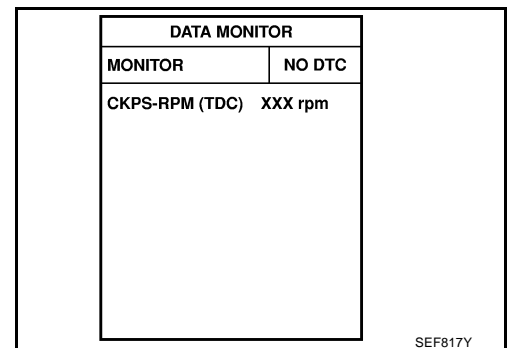 DATA MONITOR
MONITOR NO DTC
CKPS-RPM (TDC) XXX rpm
SEF817Y